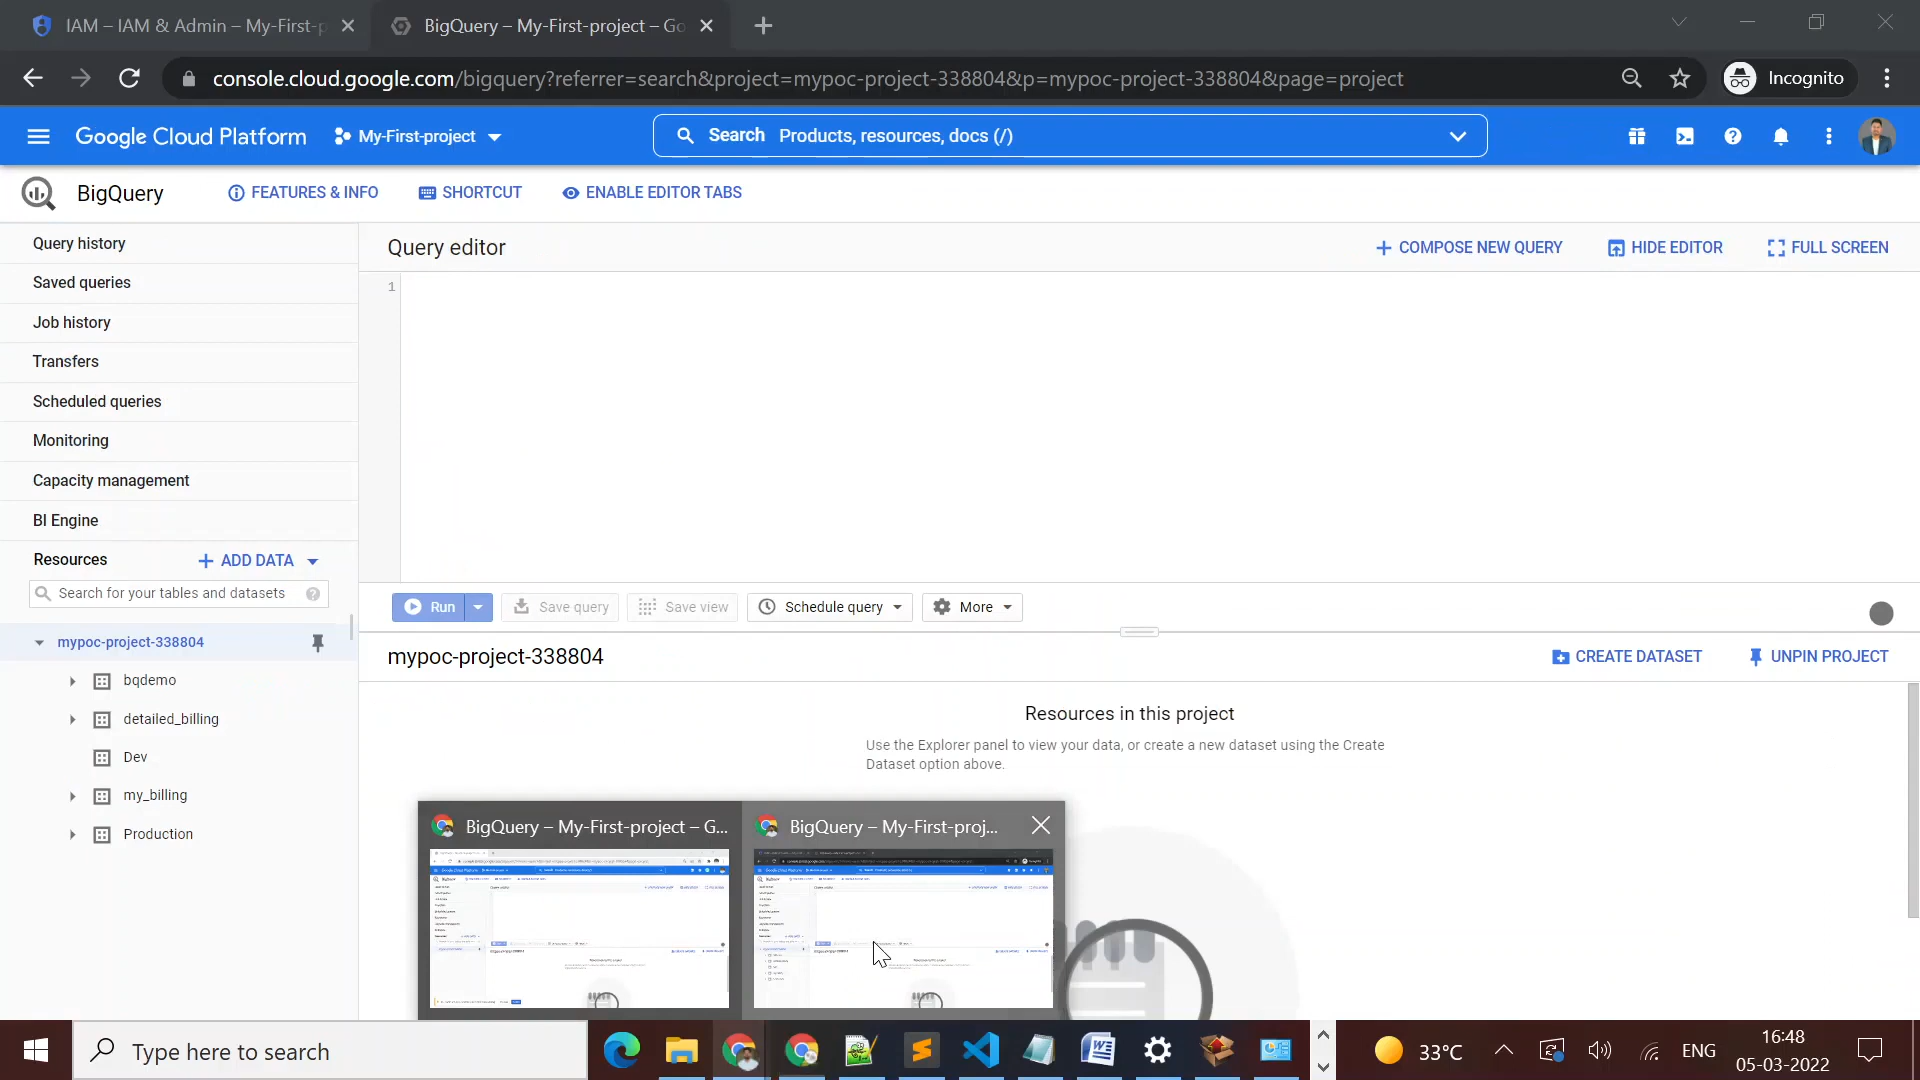 IAM – IAM & Admin – My-First-p
BigQuery – My-First-project – Go
console.cloud.google.com/bigquery?referrer=search&project=mypoc-project-338804&p=mypoc-project-338804&page=project
Incognito
Google Cloud Platform
My-First-project
Search Products, resources, docs (/)
BigQuery
FEATURES & INFO
SHORTCUT
ENABLE EDITOR TABS
Query history
Saved queries
Job history
Transfers
Scheduled queries
Monitoring
Capacity management
BI Engine
Resources
ADD DATA
Search for your tables and datasets
mypoc-project-338804
bqdemo
detailed_billing
Dev
my_billing
Production
Query editor
COMPOSE NEW QUERY
HIDE EDITOR
FULL SCREEN
1
Run
Save query
Save view
Schedule query
More
mypoc-project-338804
CREATE DATASET
UNPIN PROJECT
Resources in this project
Use the Explorer panel to view your data, or create a new dataset using the Create
Dataset option above.
BigQuery – My-First-project – G...
BigQuery – My-First-proj...
Type here to search
33°C
ENG
16:48
05-03-2022